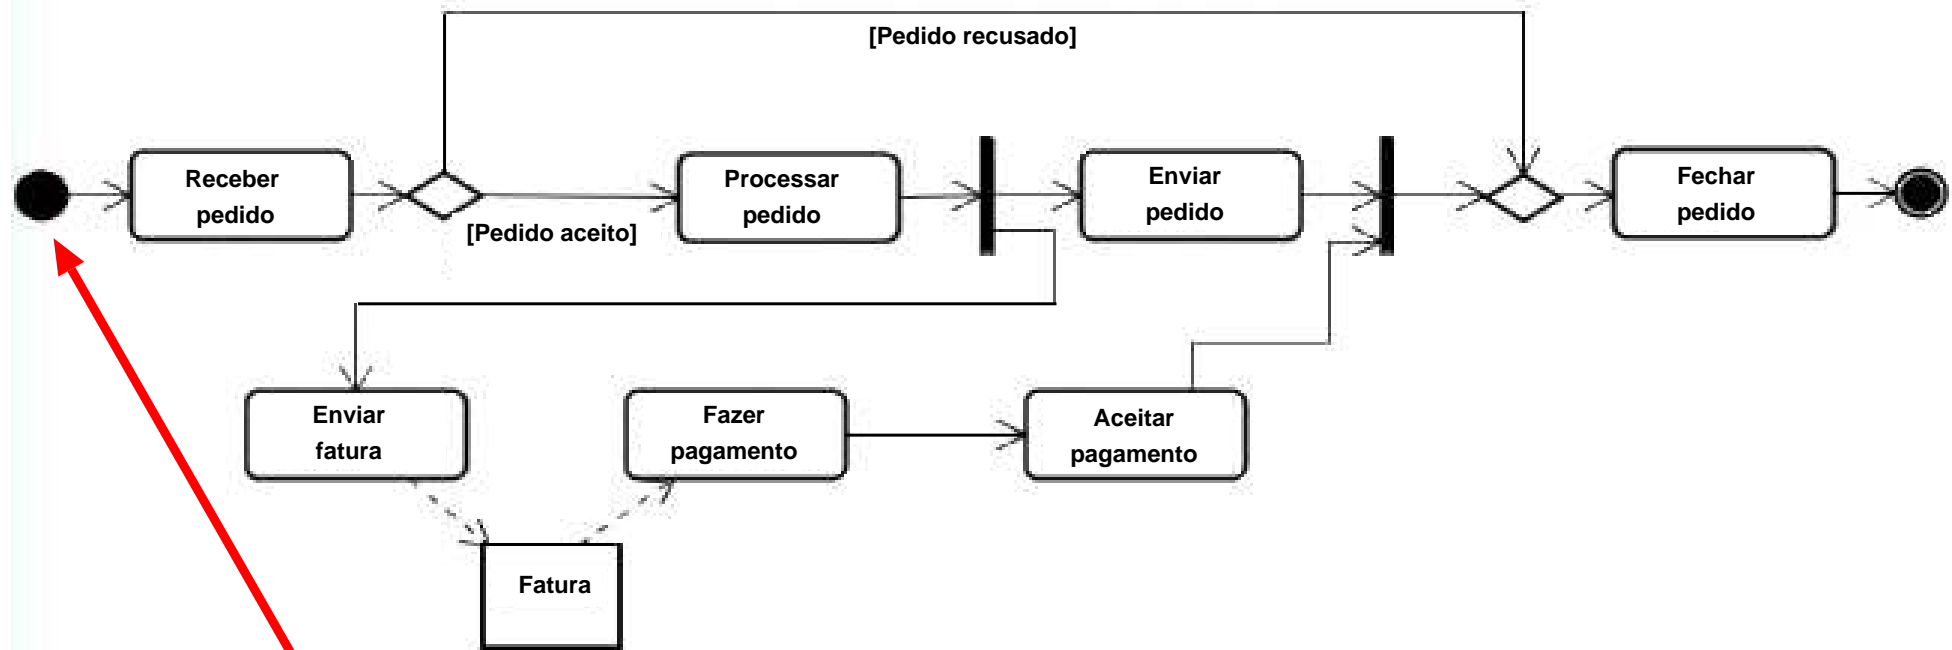 [Pedido recusado]
Receber
pedido
[Pedido aceito]
Processar
pedido
Enviar
pedido
Fechar
pedido
Enviar
fatura
Fazer
pagamento
Aceitar
pagamento
Fatura